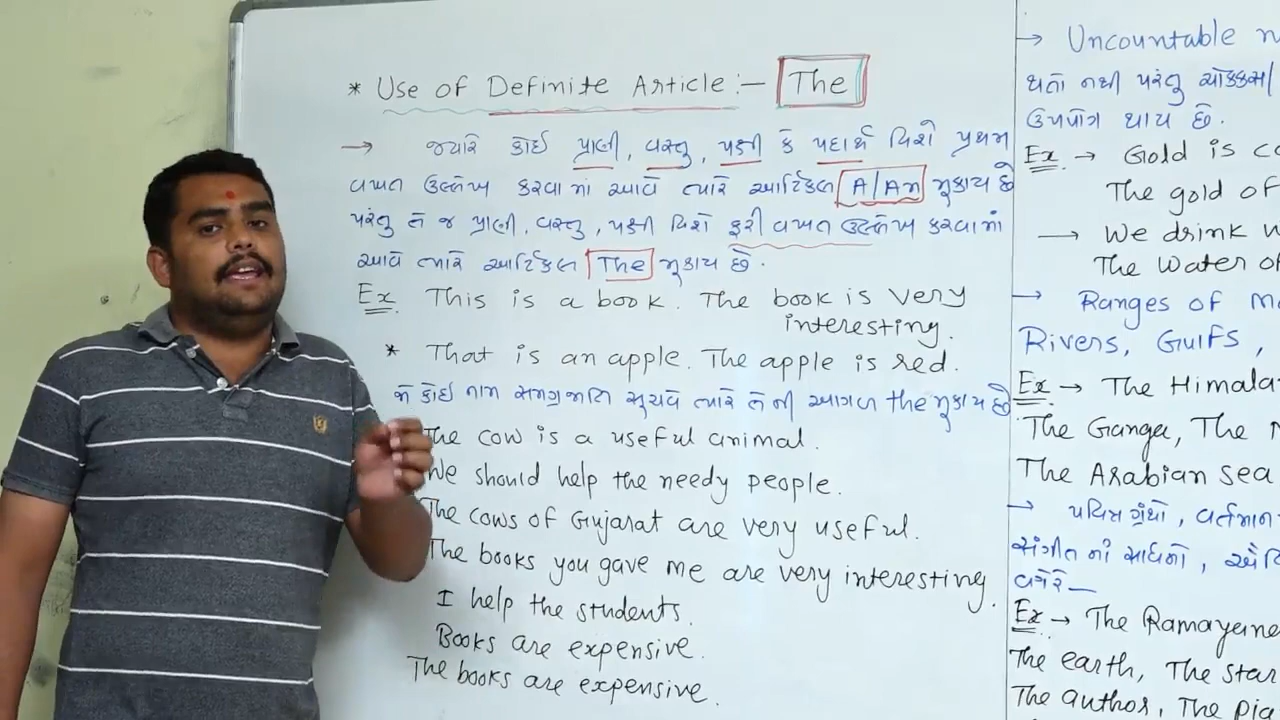 * Use of Definite Article :- The
→ જ્યારે કોઈ પ્રાણી, વસ્તુ, પક્ષી કે પદાર્થ વિશે પ્રથમ
વખત ઉલ્લેખ કરવામાં આવે ત્યારે આર્ટિકલ A/An મૂકાય છે
પરંતુ તે જ પ્રાણી, વસ્તુ, પક્ષી વિશે ફરી વખત ઉલ્લેખ કરવામાં
આવે ત્યારે આર્ટિકલ The મૂકાય છે.
Ex This is a book. The book is very
interesting.
* That is an apple. The apple is red.
જે કોઇ નામ સમગ્રજાતિ સૂચવે ત્યારે તેની આગળ the મૂકાય છે
The cow is a useful animal.
We should help the needy people.
The cows of Gujarat are very useful.
The books you gave me are very interesting.
I help the students.
Books are expensive.
The books are expensive.
→ Uncountable
થતો નથી પરંતુ ચોક્કસ/
ઉપયોગ થાય છે.
Ex → Gold is
The gold of
→ We drink
The water of
→ Ranges of
Rivers, Gulfs,
Ex → The
The Ganga, The
The Arabian sea
→ પવિત્ર ગ્રંથો, વર્તમાન
સંગીતનાં સાધનો,
વગેરે_
Ex → The
The earth, The star
The author, The